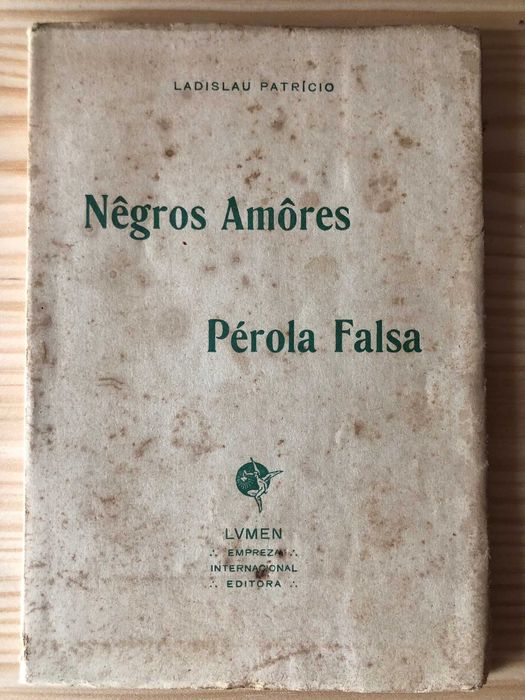 LADISLAU PATRÍCIO
Nêgros Amôres
Pérola Falsa
LVMEN
∴ EMPREZA ∴
INTERNACIONAL
∴ EDITORA ∴